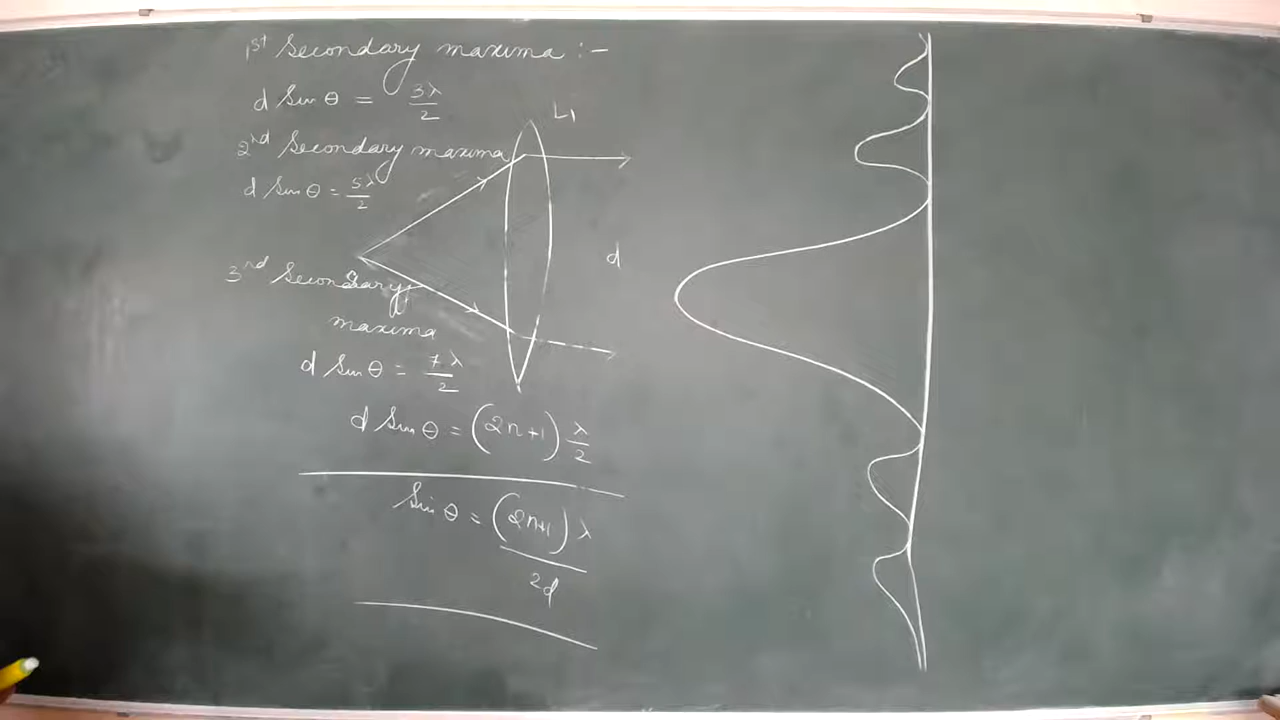 1st Secondary maxima :-
d Sin θ = 3λ/2
L1
2nd Secondary maxima
d Sin θ = 5λ/2
d
S
3rd Secondary
maxima
d Sin θ = 7λ/2
d Sin θ = (2n+1) λ/2
Sin θ = (2n+1) λ/2d